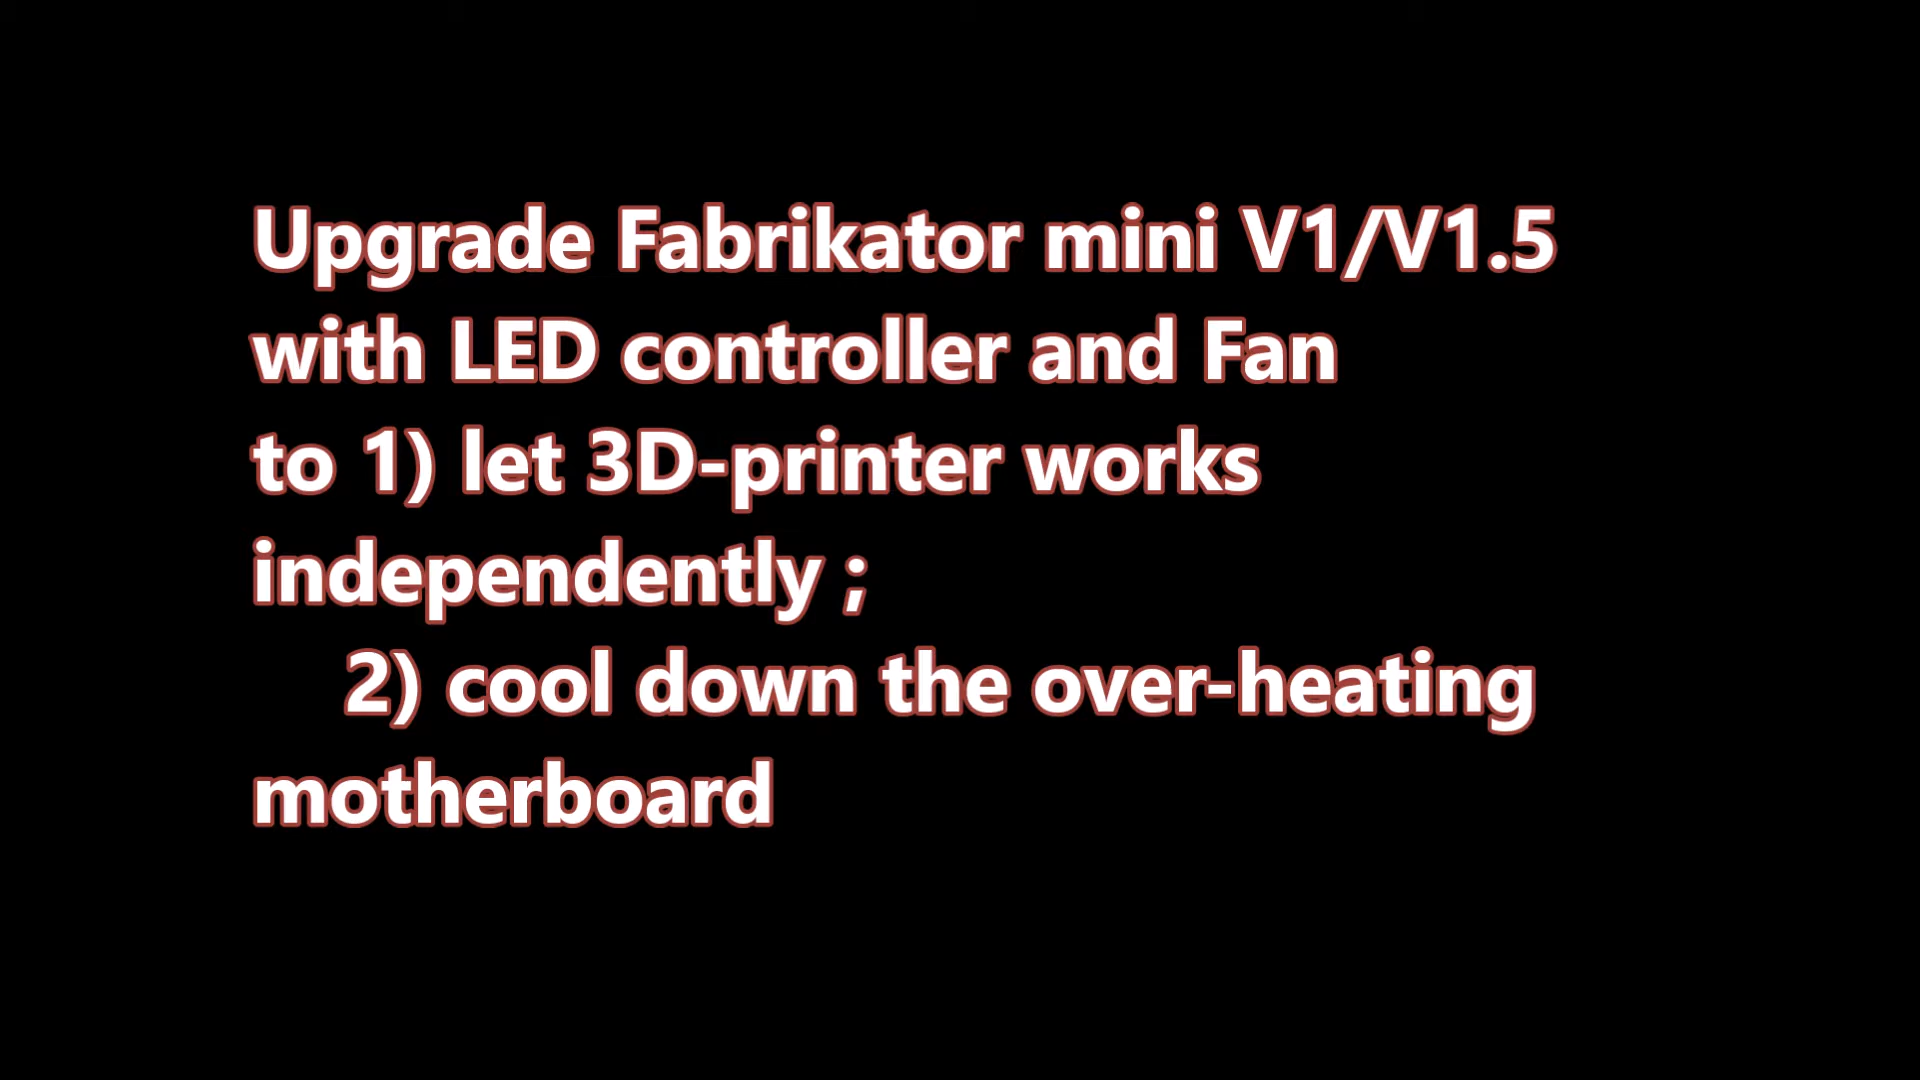 Upgrade Fabrikator mini V1/V1.5
with LED controller and Fan
to 1) let 3D-printer works
independently ;
2) cool down the over-heating
motherboard